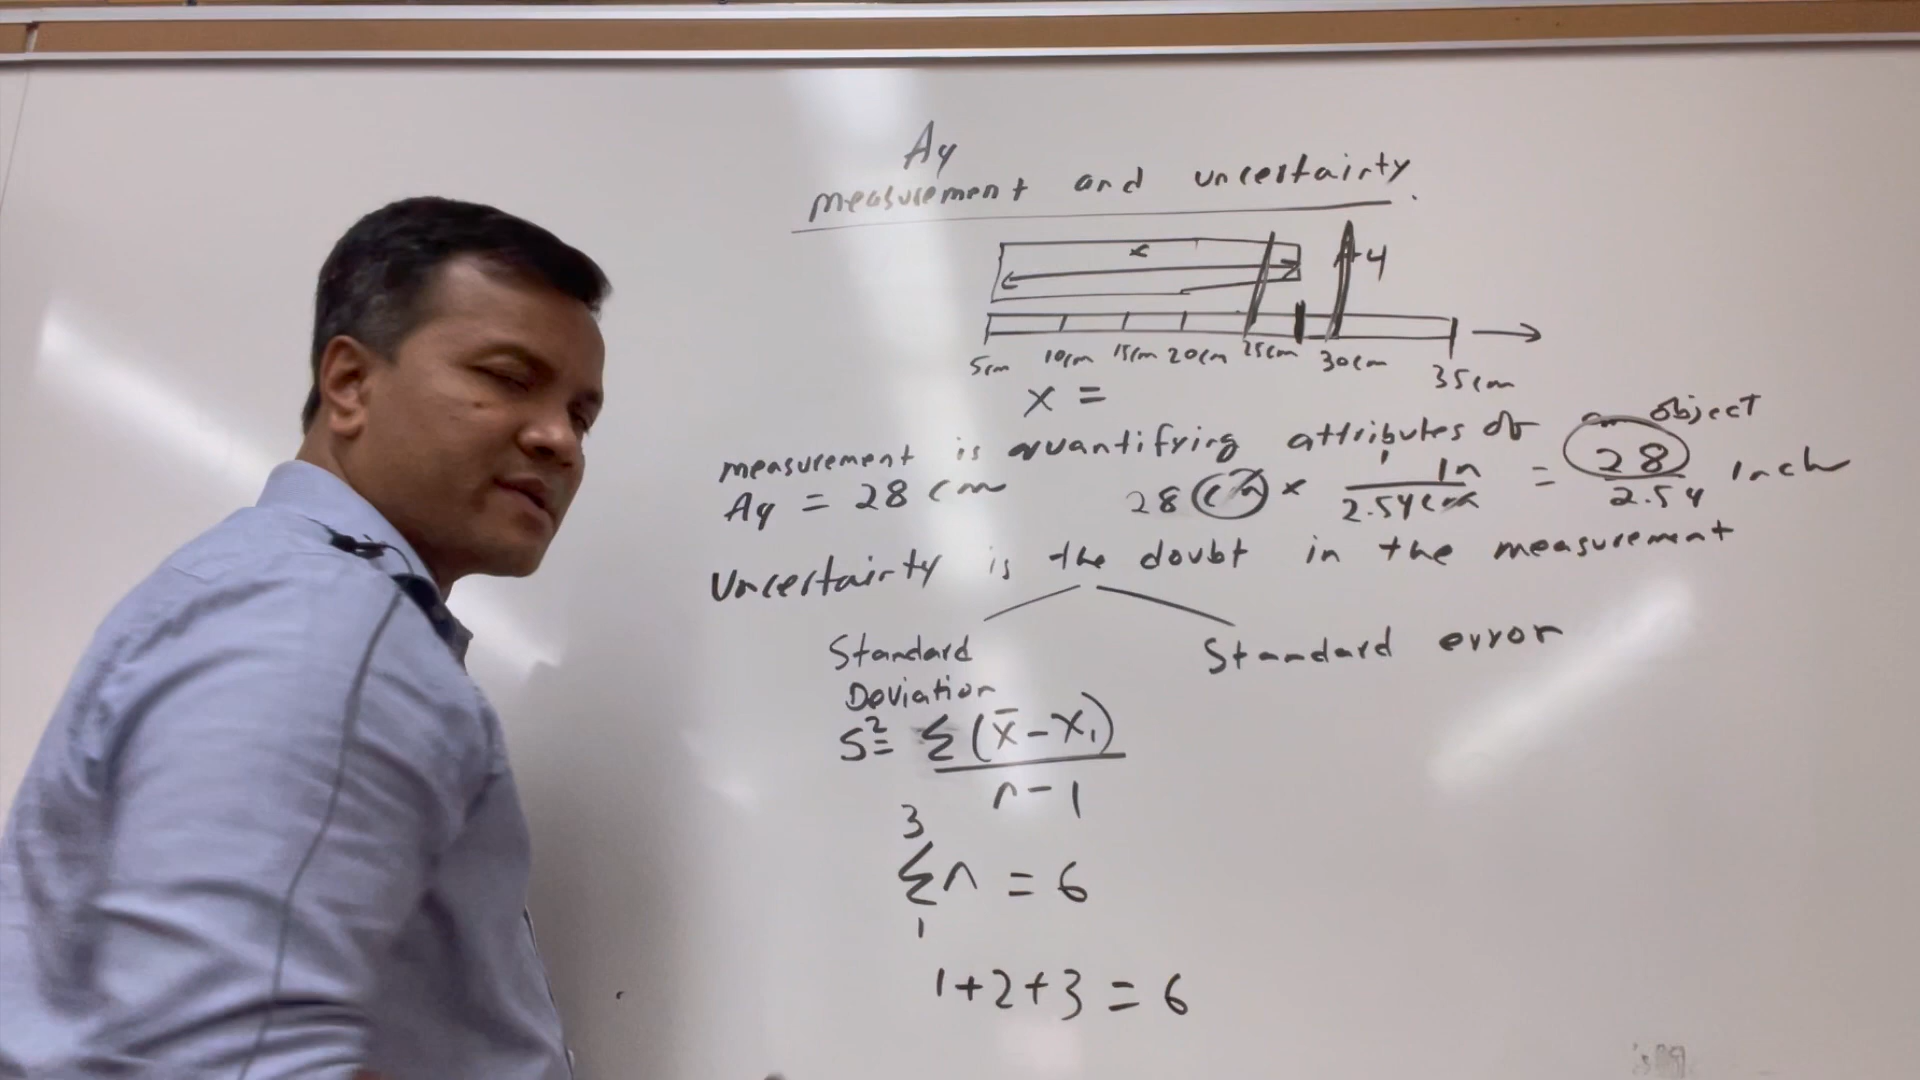 A4
measurement and uncertainty.
x
A4
5cm 10cm 15cm 20cm 25cm 30cm 35cm
x =
measurement is quantifying attributes of an object
A4 = 28 cm 28 cm × 1 in / 2.54 cm = 28 / 2.54 inch
Uncertainty is the doubt in the measurement
Standard Deviation
Standard error
S² = Σ(x̄ - x₁) / n - 1
3
Σ n = 6
1
1+2+3 = 6